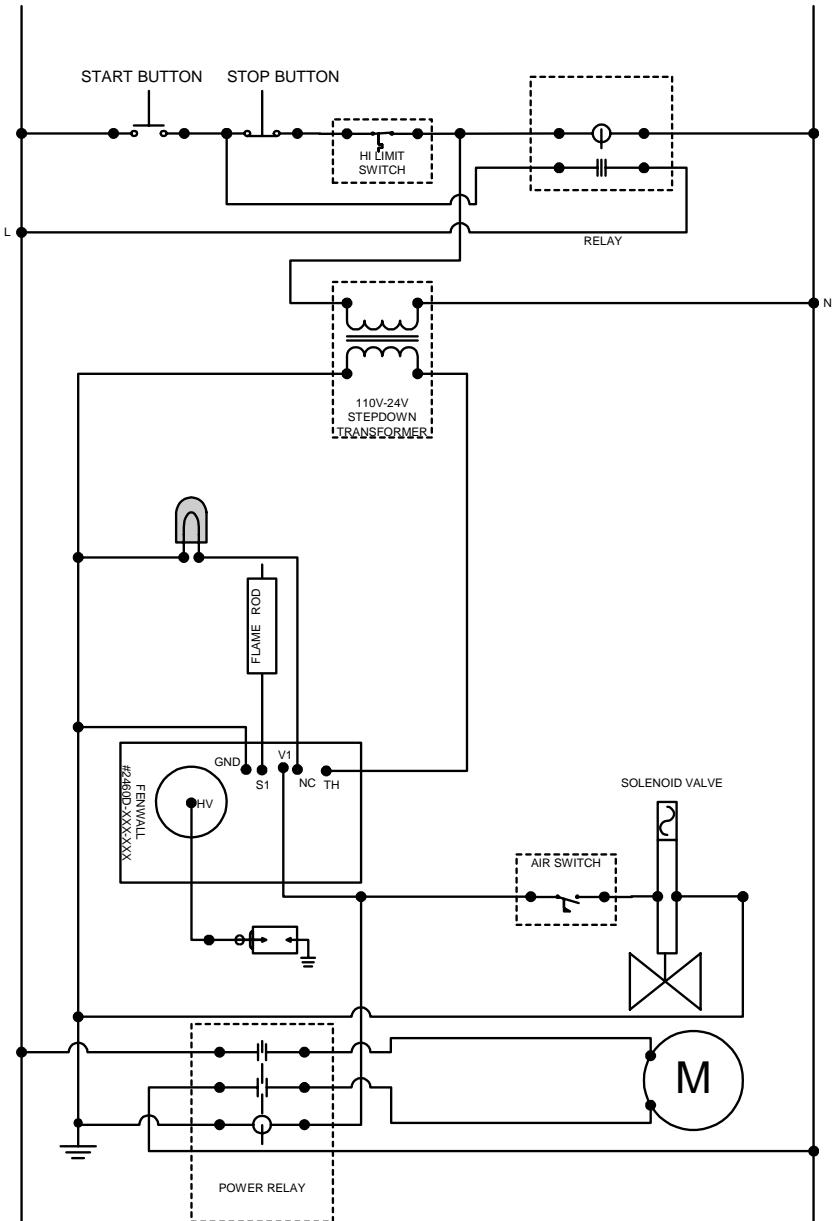 START BUTTON
STOP BUTTON
HI LIMIT
SWITCH
L
RELAY
N
110V-24V
STEPDOWN
TRANSFORMER
FLAME ROD
GND
S1
V1
NC
TH
HV
FENWALL
#2460D-XXX-XXX
SOLENOID VALVE
AIR SWITCH
M
POWER RELAY